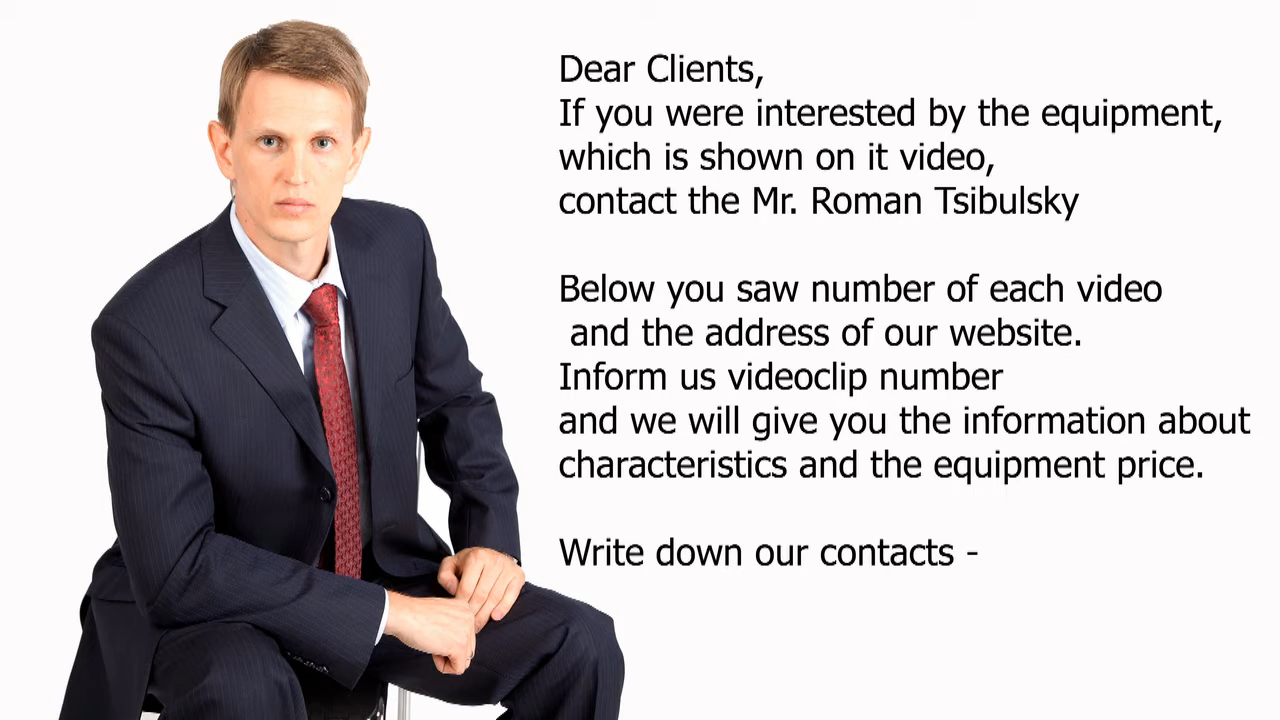 Dear Clients,
If you were interested by the equipment,
which is shown on it video,
contact the Mr. Roman Tsibulsky
Below you saw number of each video
and the address of our website.
Inform us videoclip number
and we will give you the information about
characteristics and the equipment price.
Write down our contacts -